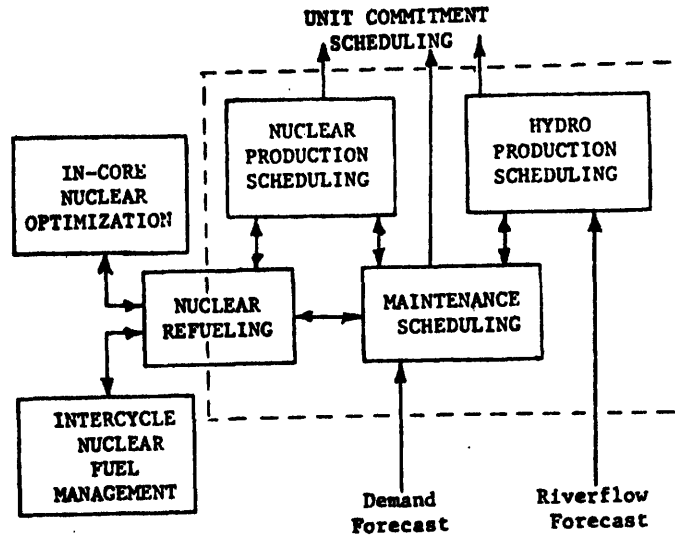 UNIT COMMITMENT
SCHEDULING
NUCLEAR
PRODUCTION
SCHEDULING
HYDRO
PRODUCTION
SCHEDULING
IN-CORE
NUCLEAR
OPTIMIZATION
NUCLEAR
REFUELING
MAINTENANCE
SCHEDULING
INTERCYCLE
NUCLEAR
FUEL
MANAGEMENT
Demand
Forecast
Riverflow
Forecast